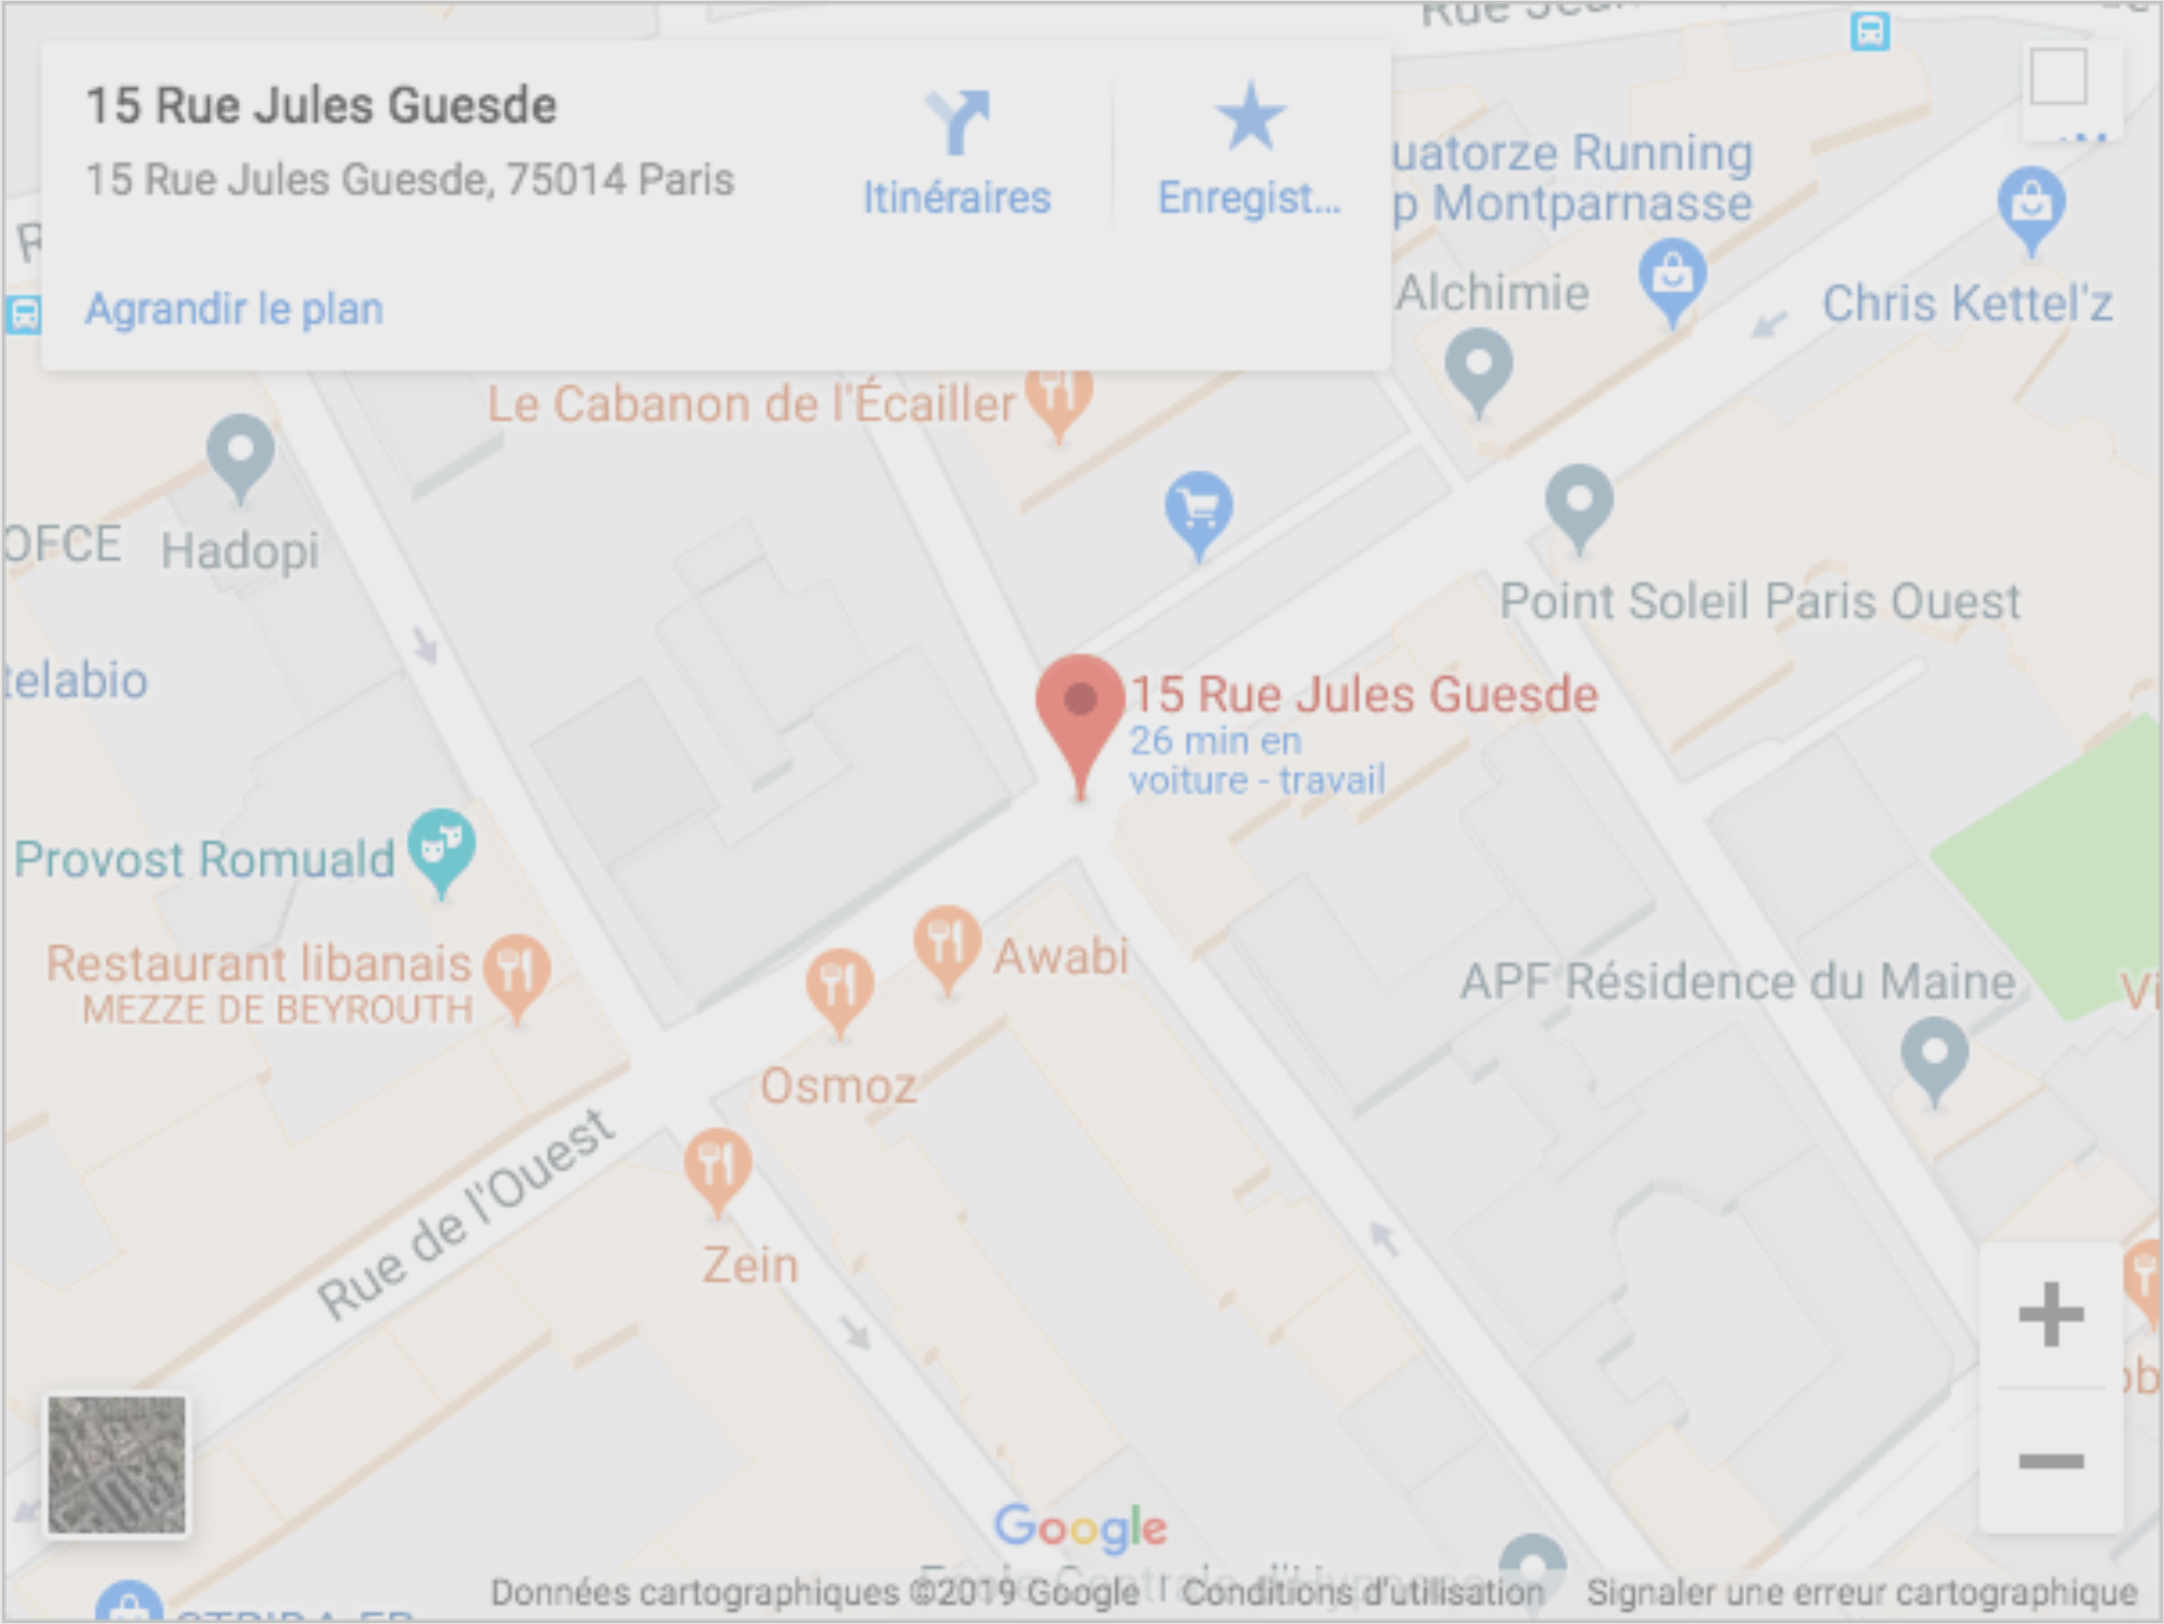 15 Rue Jules Guesde
15 Rue Jules Guesde, 75014 Paris
Itinéraires
Enregist...
Agrandir le plan
uatorze Running
p Montparnasse
Alchimie
Chris Kettel'z
Le Cabanon de l'Écailler
OFCE
Hadopi
Point Soleil Paris Ouest
telabio
15 Rue Jules Guesde
26 min en
voiture - travail
Provost Romuald
Restaurant libanais
MEZZE DE BEYROUTH
Awabi
APF Résidence du Maine
Vi
Osmoz
Rue de l'Ouest
Zein
Google
Données cartographiques ©2019 Google
Conditions d'utilisation
Signaler une erreur cartographique